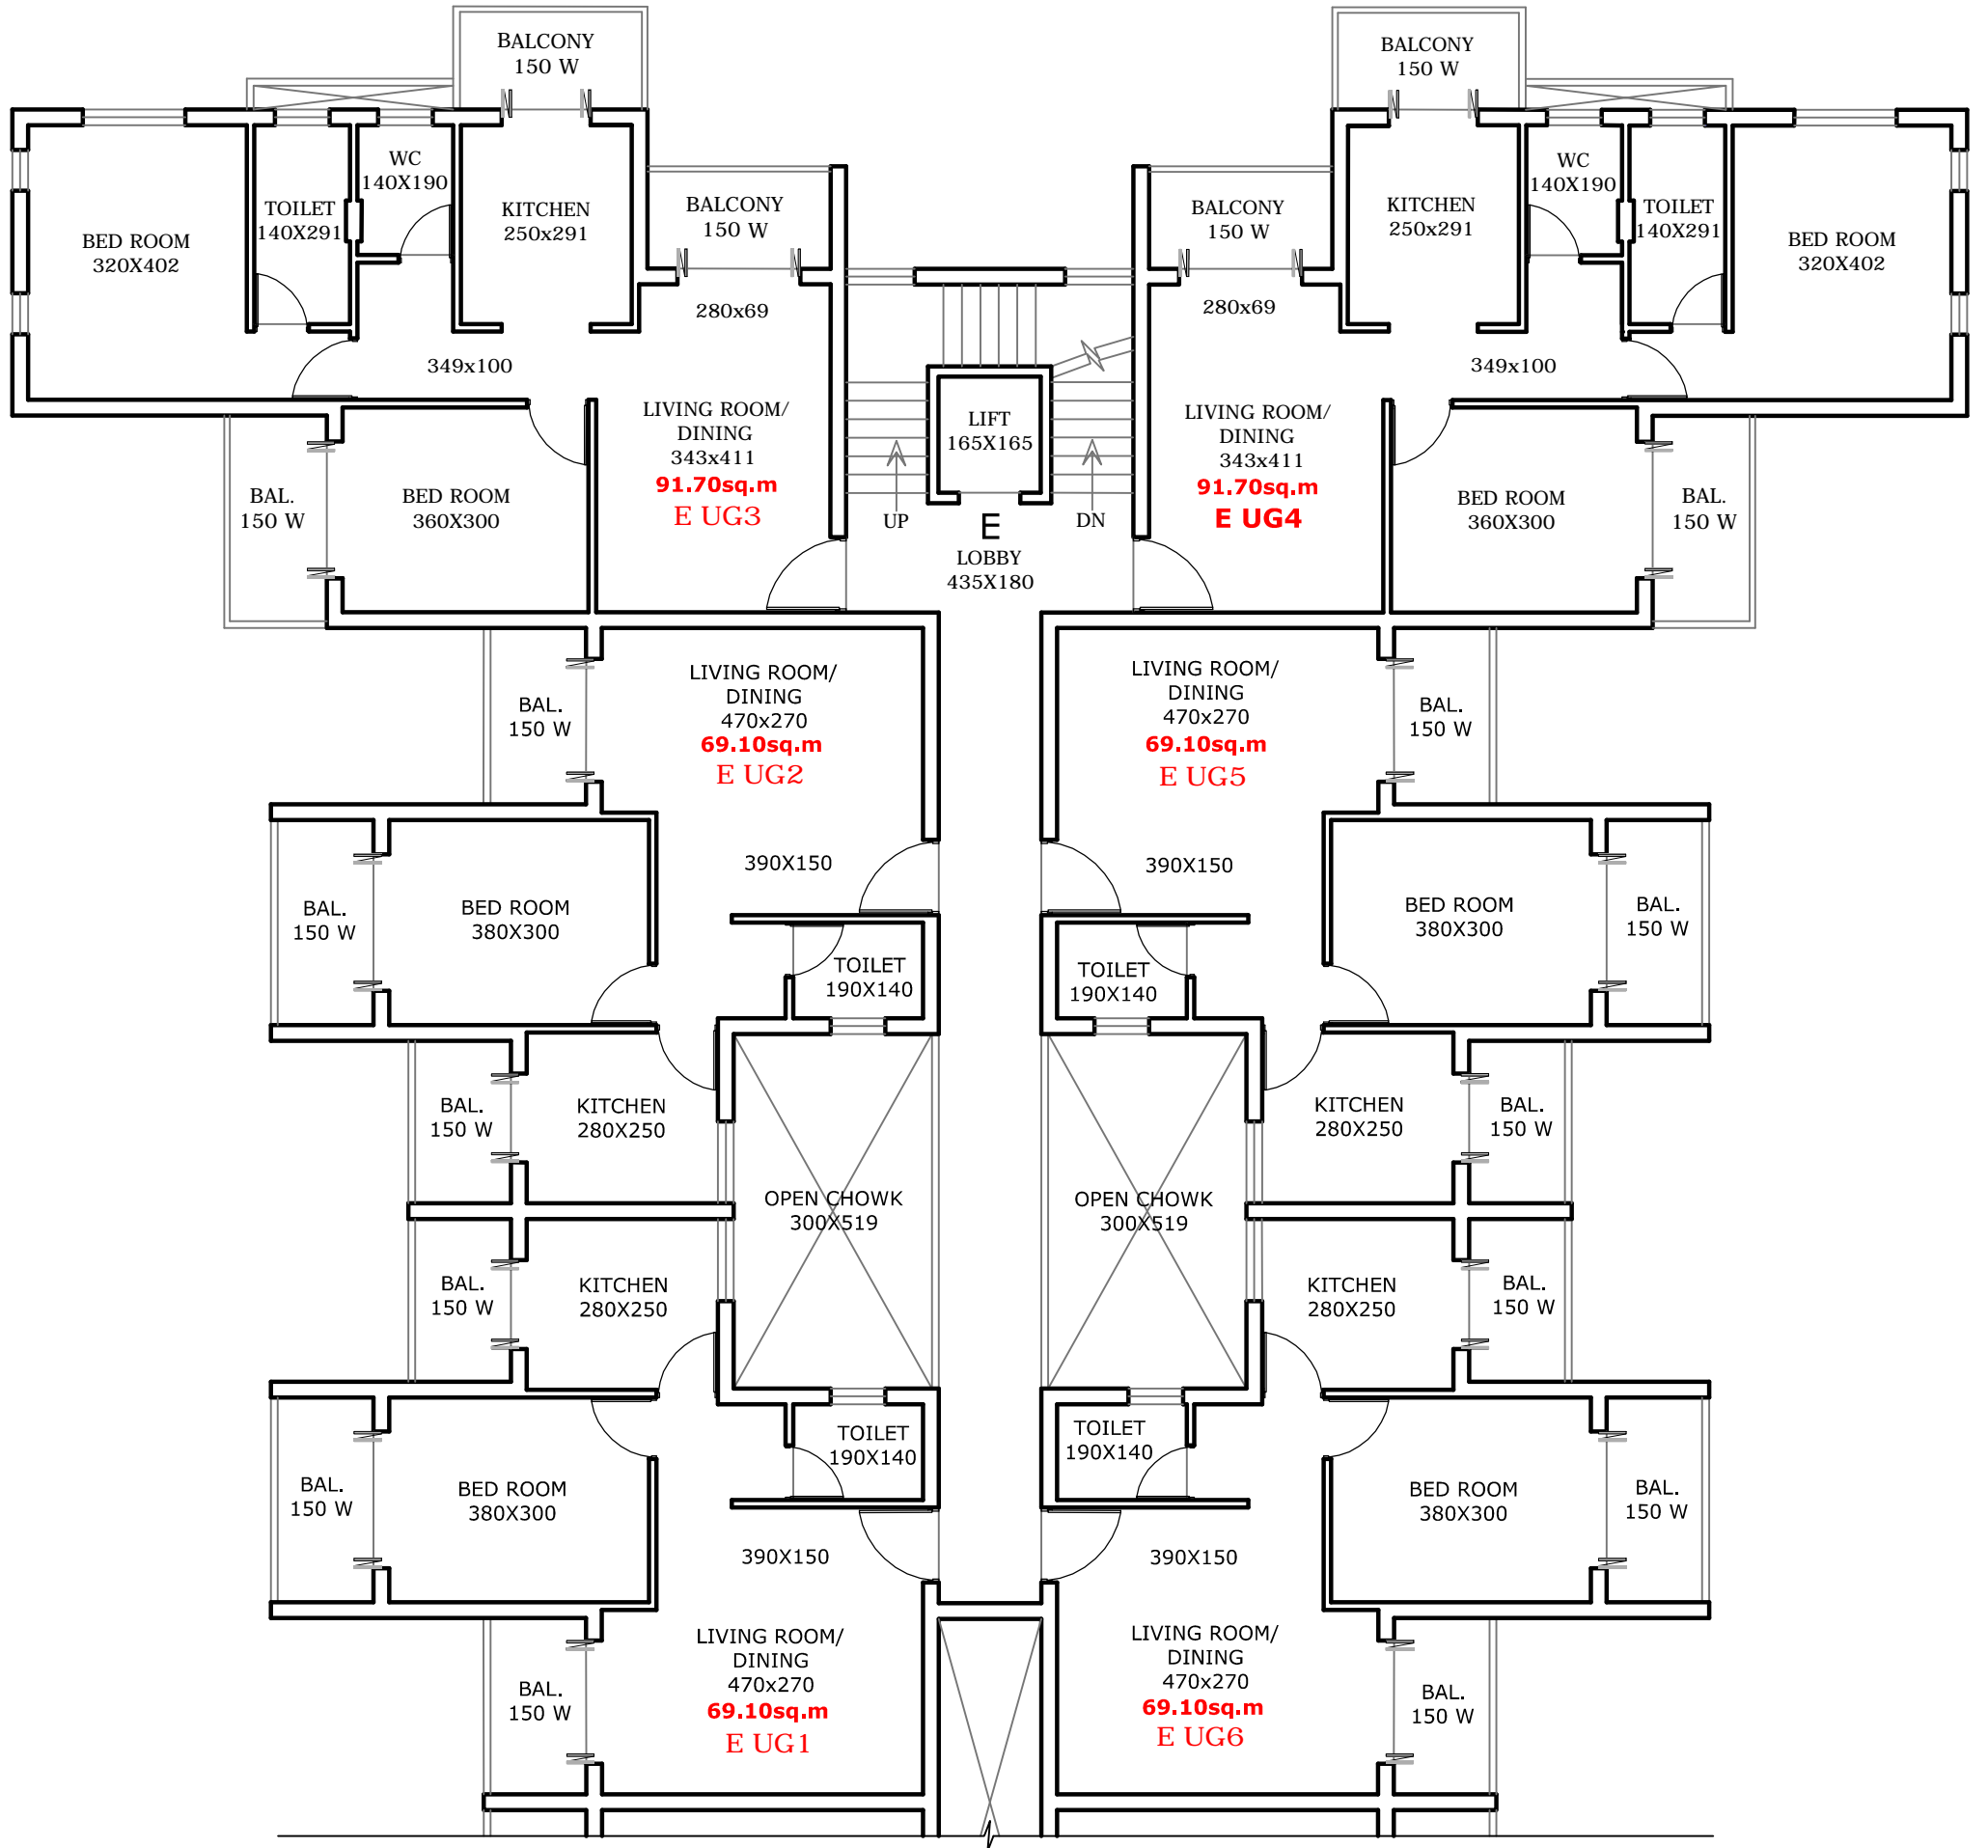 BALCONY
150 W
BALCONY
150 W
WC
140X190
TOILET
140X291
KITCHEN
250x291
BALCONY
150 W
BED ROOM
320X402
280x69
349x100
BALCONY
150 W
KITCHEN
250x291
WC
140X190
TOILET
140X291
BED ROOM
320X402
280x69
349x100
LIVING ROOM/
DINING
343x411
91.70sq.m
E UG3
LIFT
165X165
UP
DN
E
LOBBY
435X180
LIVING ROOM/
DINING
343x411
91.70sq.m
E UG4
BAL.
150 W
BED ROOM
360X300
BED ROOM
360X300
BAL.
150 W
BAL.
150 W
LIVING ROOM/
DINING
470x270
69.10sq.m
E UG2
LIVING ROOM/
DINING
470x270
69.10sq.m
E UG5
BAL.
150 W
390X150
390X150
BAL.
150 W
BED ROOM
380X300
TOILET
190X140
TOILET
190X140
BED ROOM
380X300
BAL.
150 W
BAL.
150 W
KITCHEN
280X250
KITCHEN
280X250
BAL.
150 W
OPEN CHOWK
300X519
OPEN CHOWK
300X519
BAL.
150 W
KITCHEN
280X250
KITCHEN
280X250
BAL.
150 W
BAL.
150 W
BED ROOM
380X300
TOILET
190X140
TOILET
190X140
BED ROOM
380X300
BAL.
150 W
390X150
390X150
BAL.
150 W
LIVING ROOM/
DINING
470x270
69.10sq.m
E UG1
LIVING ROOM/
DINING
470x270
69.10sq.m
E UG6
BAL.
150 W